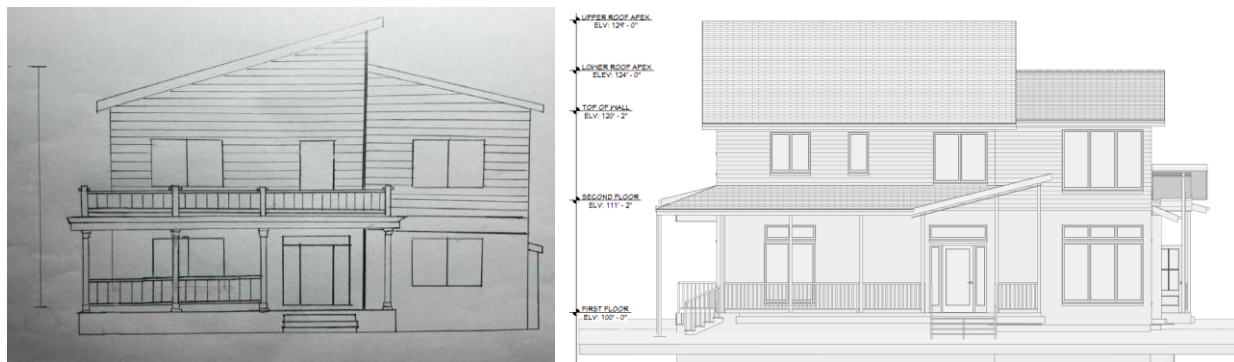 UPPER ROOF APEX
ELV: 129' - 0"
LOWER ROOF APEX
ELEV: 124' - 0"
TOP OF WALL
ELV: 120' - 2"
SECOND FLOOR
ELV: 111' - 2"
FIRST FLOOR
ELV: 100' - 0"